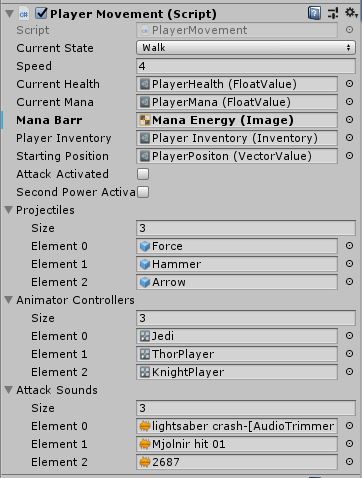 Player Movement (Script)
Script PlayerMovement
Current State Walk
Speed 4
Current Health PlayerHealth (FloatValue)
Current Mana PlayerMana (FloatValue)
Mana Barr Mana Energy (Image)
Player Inventory Player Inventory (Inventory)
Starting Position PlayerPositon (VectorValue)
Attack Activated
Second Power Activa
Projectiles
Size 3
Element 0 Force
Element 1 Hammer
Element 2 Arrow
Animator Controllers
Size 3
Element 0 Jedi
Element 1 ThorPlayer
Element 2 KnightPlayer
Attack Sounds
Size 3
Element 0 lightsaber crash-[AudioTrimmer
Element 1 Mjolnir hit 01
Element 2 2687